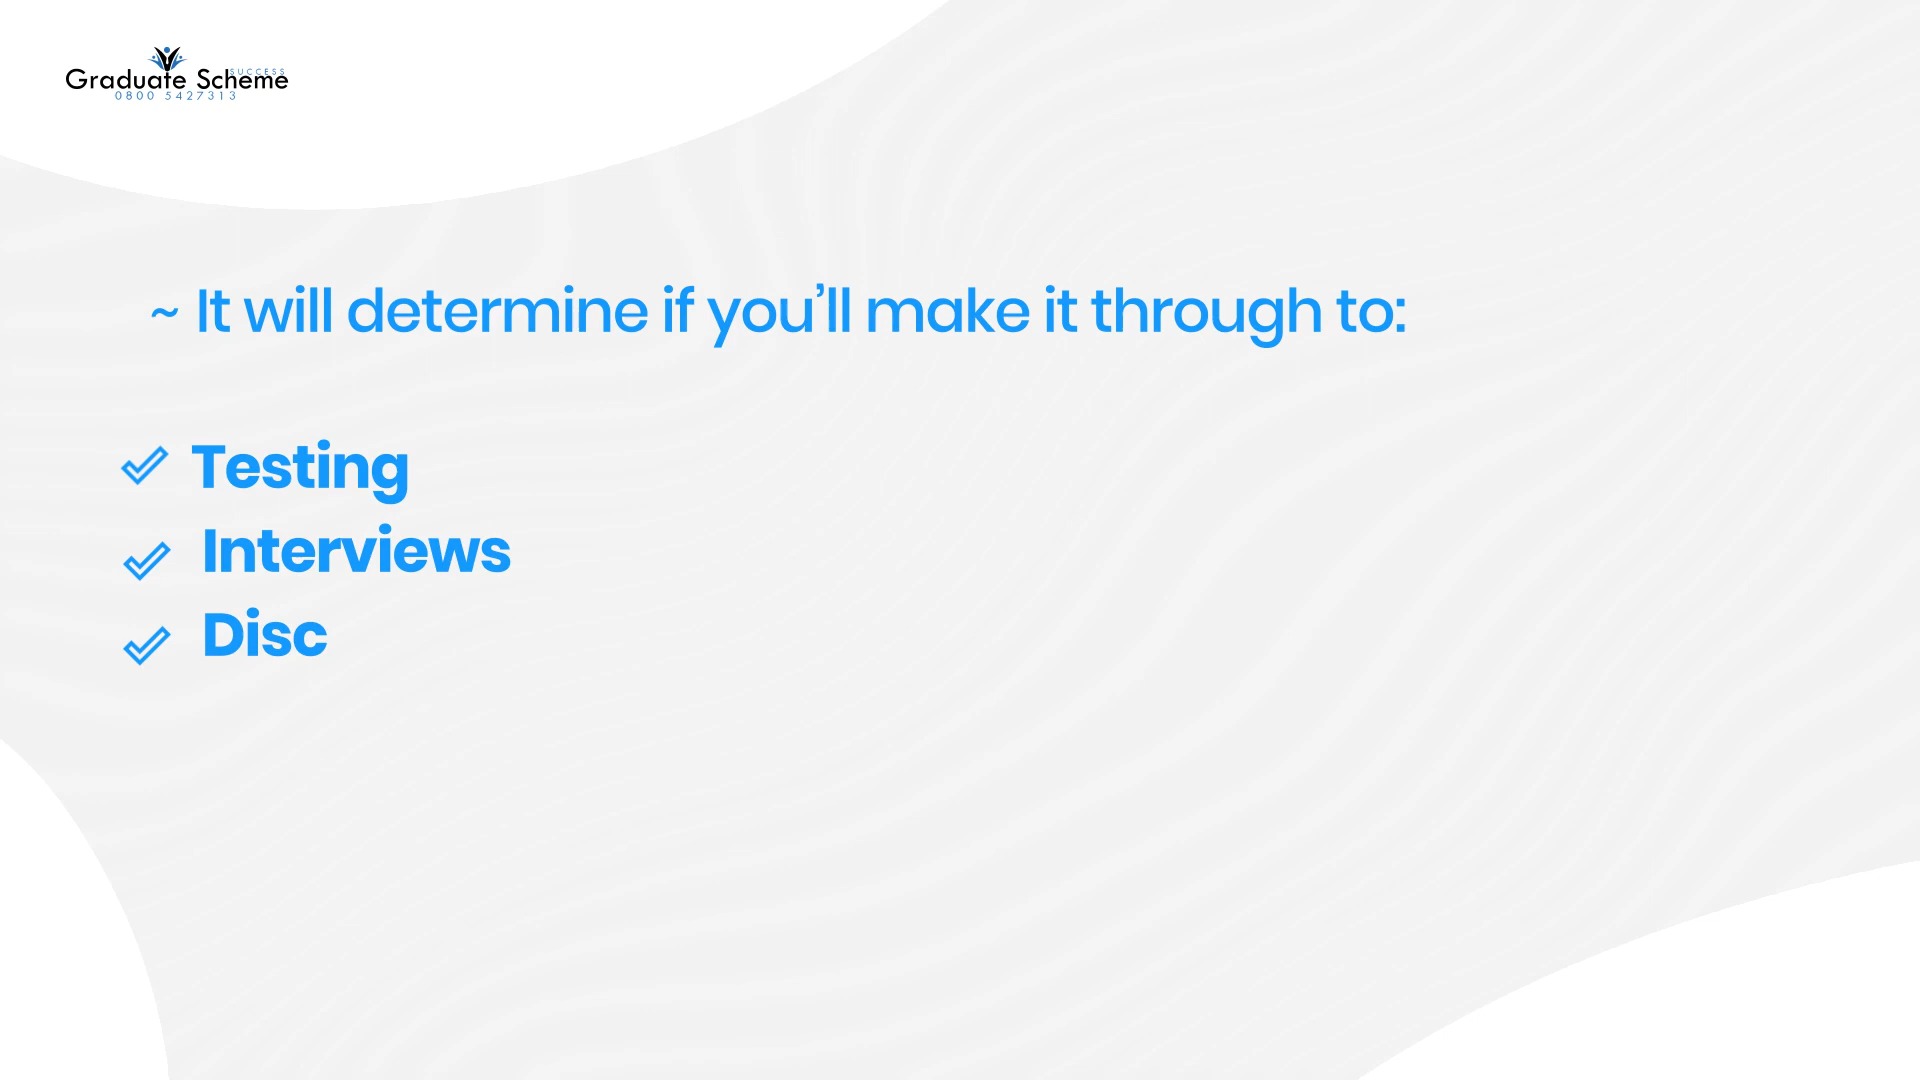 SUCCESS
Graduate Scheme
0800 5427313
~ It will determine if you’ll make it through to:
Testing
Interviews
Disc